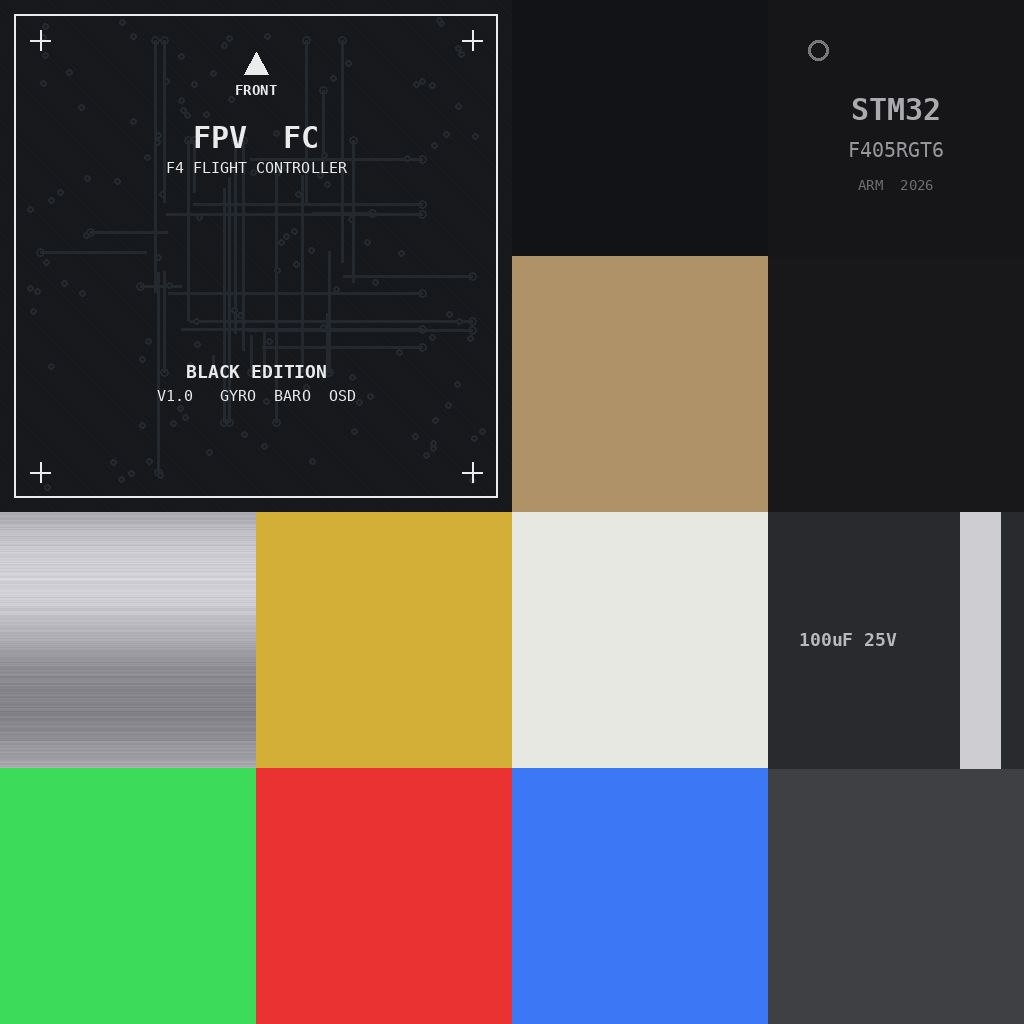 FRONT
FPV FC
F4 FLIGHT CONTROLLER
BLACK EDITION
V1.0 GYRO BARO OSD
STM32
F405RGT6
ARM 2026
100uF 25V